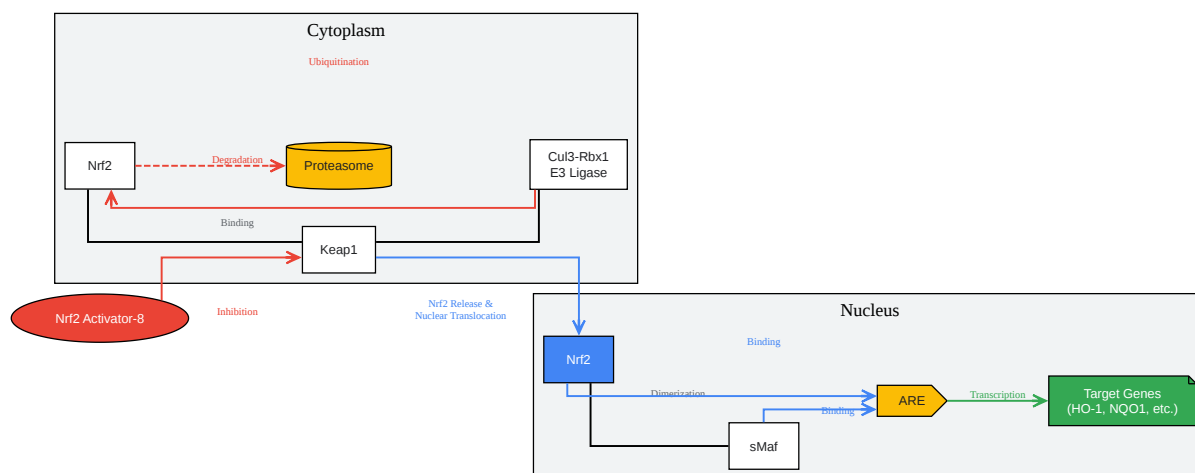 Cytoplasm
Ubiquitination
Nrf2
Degradation
Proteasome
Cul3-Rbx1
E3 Ligase
Binding
Keap1
Nrf2 Activator-8
Inhibition
Nrf2 Release &
Nuclear Translocation
Nucleus
Nrf2
Binding
Dimerization
Binding
ARE
Transcription
Target Genes
(HO-1, NQO1, etc.)
sMaf